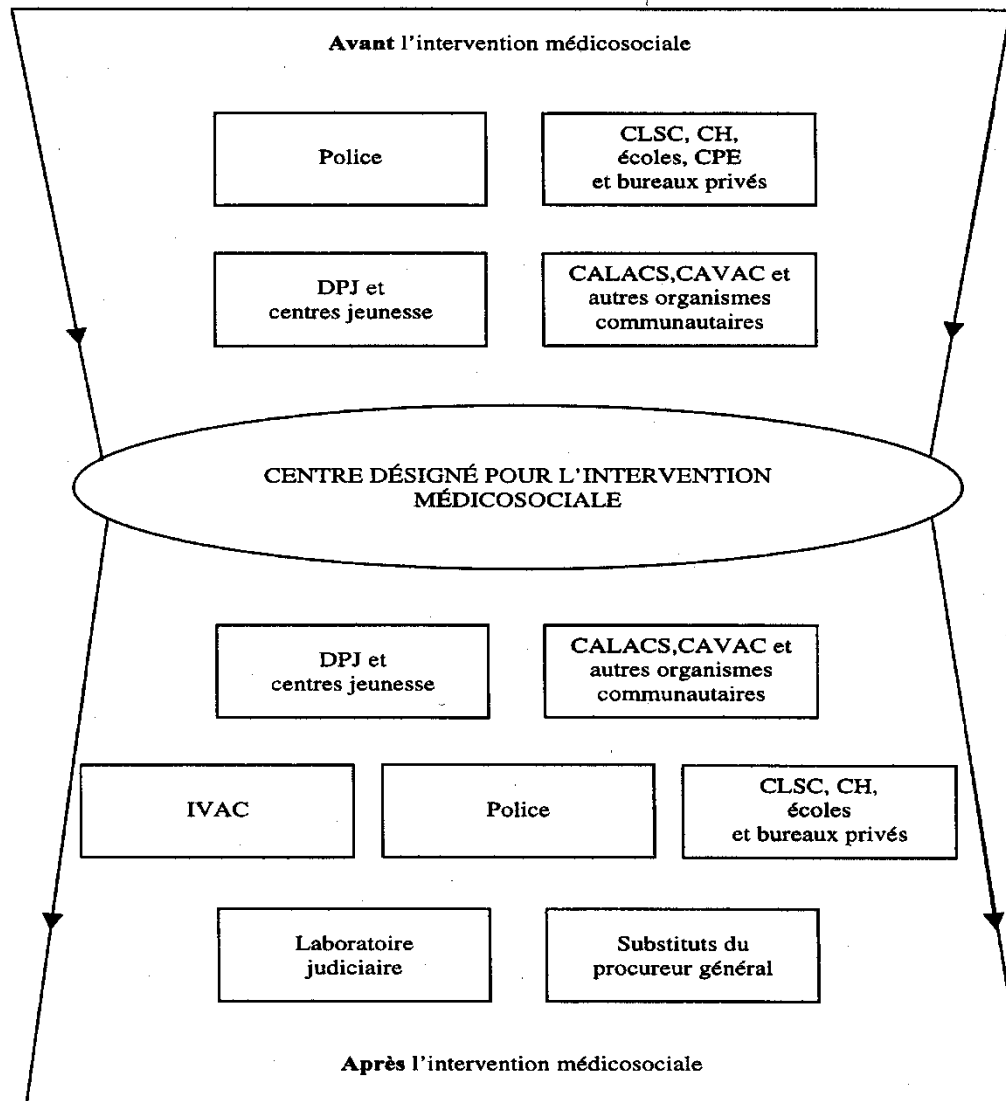 Avant l'intervention médicosociale
Police
CLSC, CH,
écoles, CPE
et bureaux privés
DPJ et
centres jeunesse
CALACS,CAVAC et
autres organismes
communautaires
CENTRE DÉSIGNÉ POUR L'INTERVENTION
MÉDICOSOCIALE
DPJ et
centres jeunesse
CALACS,CAVAC et
autres organismes
communautaires
IVAC
Police
CLSC, CH,
écoles
et bureaux privés
Laboratoire
judiciaire
Substituts du
procureur général
Après l'intervention médicosociale